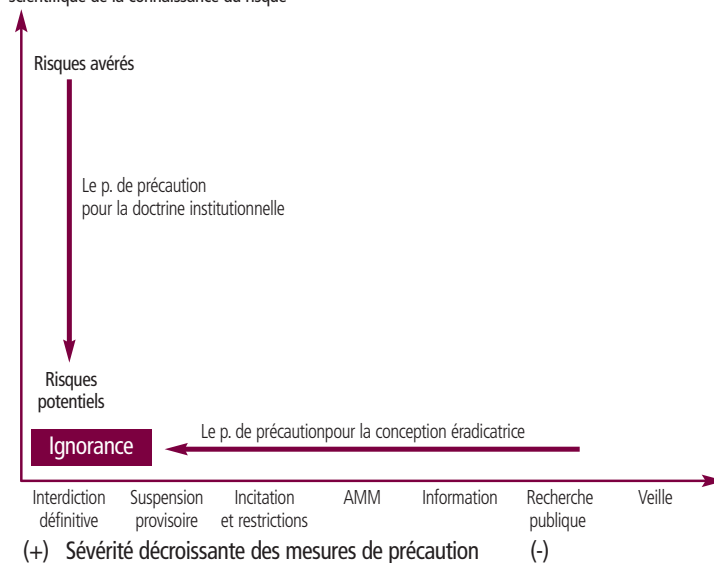 scientifique de la connaissance du risque
Risques avérés
Le p. de précaution
pour la doctrine institutionnelle
Risques
potentiels
Ignorance
Le p. de précautionpour la conception éradicatrice
Interdiction
définitive
Suspension
provisoire
Incitation
et restrictions
AMM
Information
Recherche
publique
Veille
(+) Sévérité décroissante des mesures de précaution (-)